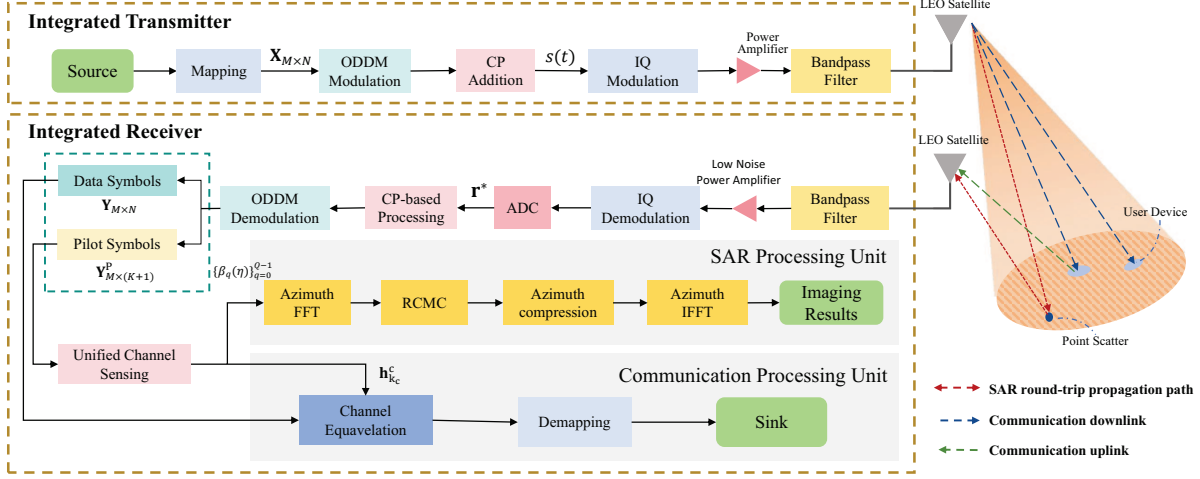 Integrated Transmitter
Source
Mapping
X_{M×N}
ODDM
Modulation
CP
Addition
s(t)
IQ
Modulation
Power
Amplifier
Bandpass
Filter
LEO Satellite
Integrated Receiver
Data Symbols
Y_{M×N}
Pilot Symbols
Y^{P}_{M×(K+1)}
ODDM
Demodulation
CP-based
Processing
r*
ADC
IQ
Demodulation
Low Noise
Power Amplifier
Bandpass
Filter
LEO Satellite
User Device
Point Scatter
SAR Processing Unit
{β_q(η)}_{q=0}^{Q−1}
Azimuth
FFT
RCMC
Azimuth
compression
Azimuth
IFFT
Imaging
Results
Unified Channel
Sensing
h^{c}_{k_c}
Communication Processing Unit
Channel
Equavelation
Demapping
Sink
SAR round-trip propagation path
Communication downlink
Communication uplink